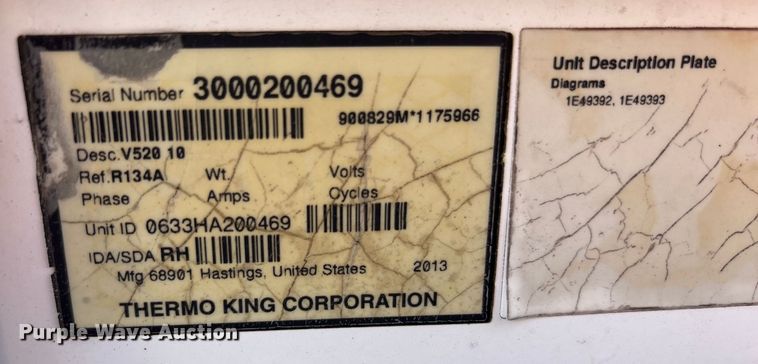 Serial Number 3000200469
900829M*1175966
Desc. V520 10
Ref. R134A Wt. Volts
Phase Amps Cycles
Unit ID 0633HA200469
IDA/SDA RH
Mfg 68901 Hastings, United States 2013
THERMO KING CORPORATION
Unit Description Plate
Diagrams
1E49392, 1E49393
Purple Wave Auction